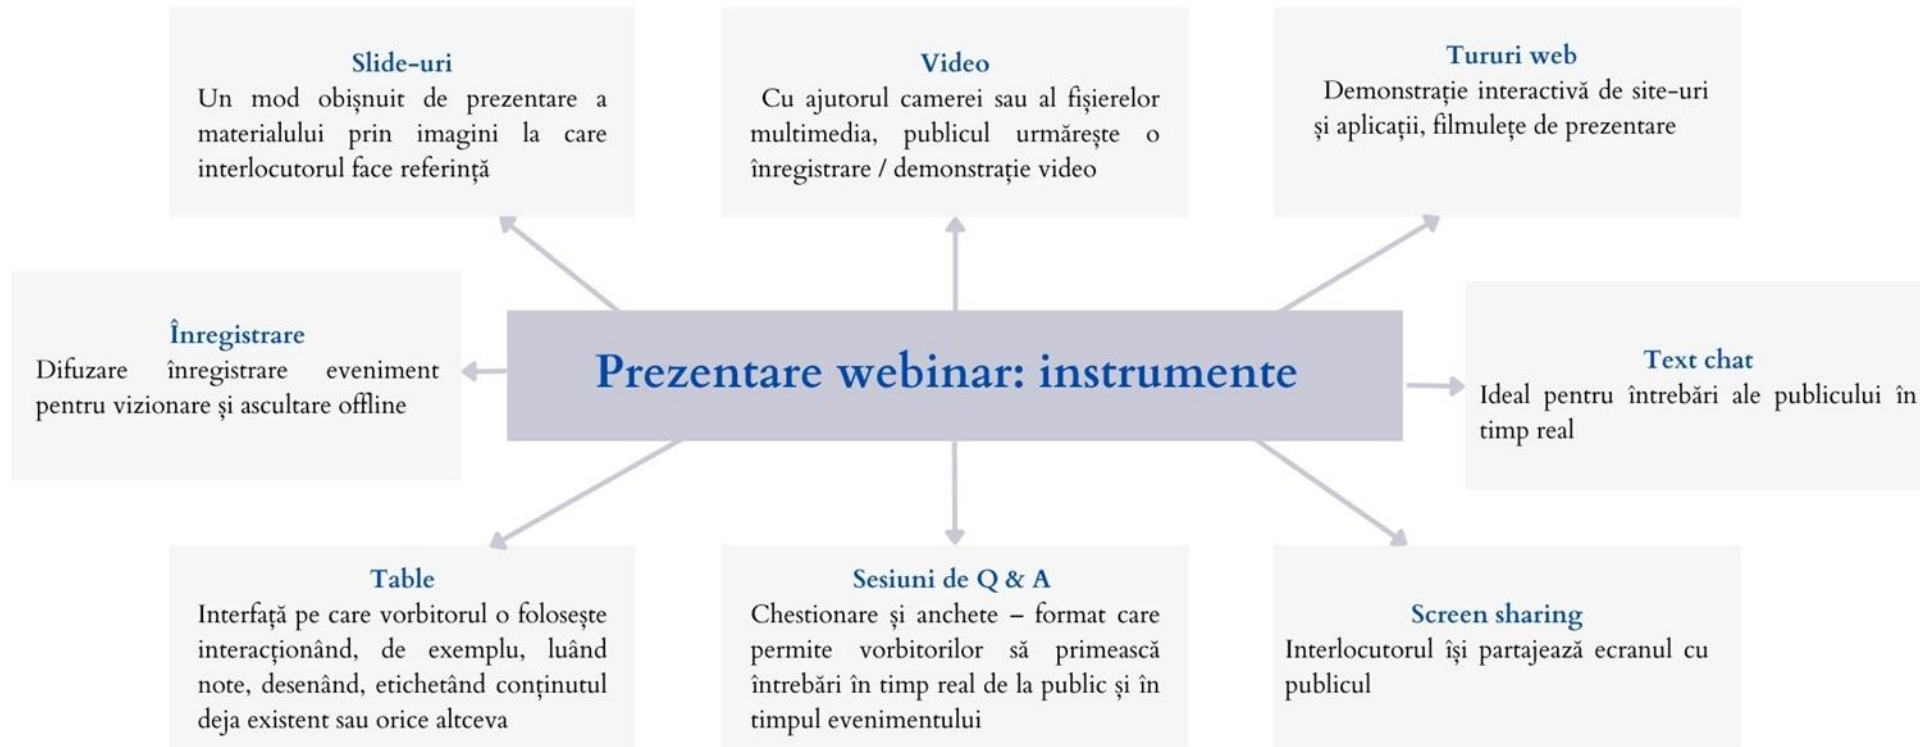 Slide-uri
Un mod obișnuit de prezentare a
materialului prin imagini la care
interlocutorul face referință
Video
Cu ajutorul camerei sau al fișierelor
multimedia, publicul urmărește o
înregistrare / demonstrație video
Tururi web
Demonstrație interactivă de site-uri
și aplicații, filmulețe de prezentare
Înregistrare
Difuzare înregistrare eveniment
pentru vizionare și ascultare offline
Prezentare webinar: instrumente
Text chat
Ideal pentru întrebări ale publicului în
timp real
Table
Interfață pe care vorbitorul o folosește
interacționând, de exemplu, luând
note, desenând, etichetând conținutul
deja existent sau orice altceva
Sesiuni de Q & A
Chestionare și anchete – format care
permite vorbitorilor să primească
întrebări în timp real de la public și în
timpul evenimentului
Screen sharing
Interlocutorul își partajează ecranul cu
publicul